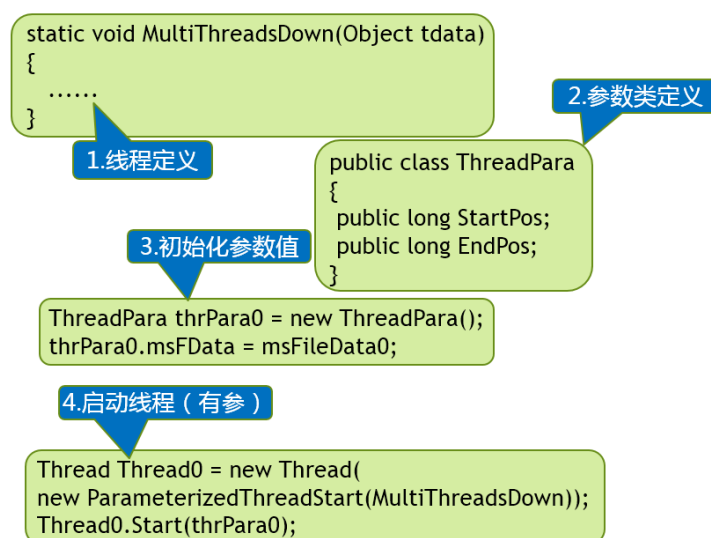 static void MultiThreadsDown(Object tdata)
{
......
}
1.线程定义
2.参数类定义
public class ThreadPara
{
public long StartPos;
public long EndPos;
}
3.初始化参数值
ThreadPara thrPara0 = new ThreadPara();
thrPara0.msFData = msFileData0;
4.启动线程（有参）
Thread Thread0 = new Thread(
new ParameterizedThreadStart(MultiThreadsDown));
Thread0.Start(thrPara0);